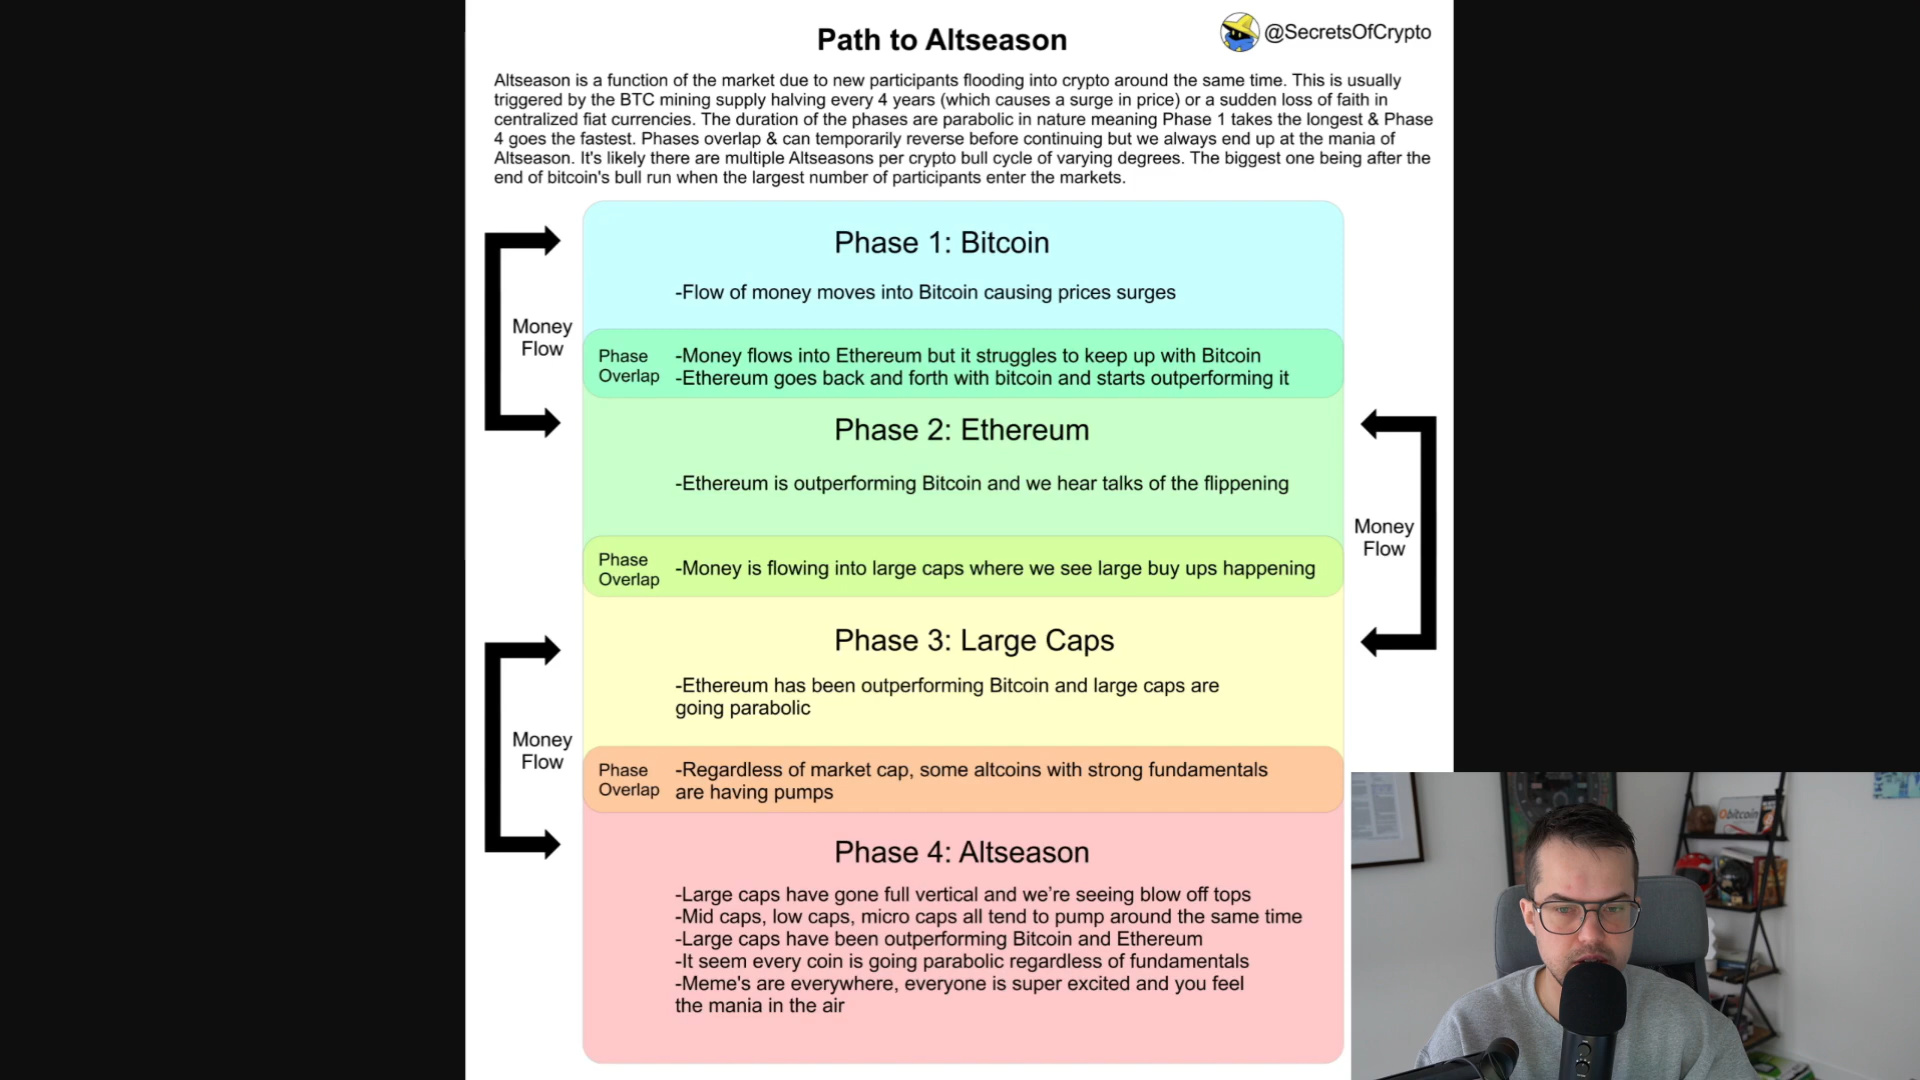 Path to Altseason
@SecretsOfCrypto
Altseason is a function of the market due to new participants flooding into crypto around the same time. This is usually
triggered by the BTC mining supply halving every 4 years (which causes a surge in price) or a sudden loss of faith in
centralized fiat currencies. The duration of the phases are parabolic in nature meaning Phase 1 takes the longest & Phase
4 goes the fastest. Phases overlap & can temporarily reverse before continuing but we always end up at the mania of
Altseason. It's likely there are multiple Altseasons per crypto bull cycle of varying degrees. The biggest one being after the
end of bitcoin's bull run when the largest number of participants enter the markets.
Phase 1: Bitcoin
-Flow of money moves into Bitcoin causing prices surges
Money
Flow
Phase
Overlap
-Money flows into Ethereum but it struggles to keep up with Bitcoin
-Ethereum goes back and forth with bitcoin and starts outperforming it
Phase 2: Ethereum
-Ethereum is outperforming Bitcoin and we hear talks of the flippening
Money
Flow
Phase
Overlap
-Money is flowing into large caps where we see large buy ups happening
Phase 3: Large Caps
-Ethereum has been outperforming Bitcoin and large caps are
going parabolic
Money
Flow
Phase
Overlap
-Regardless of market cap, some altcoins with strong fundamentals
are having pumps
Phase 4: Altseason
-Large caps have gone full vertical and we're seeing blow off tops
-Mid caps, low caps, micro caps all tend to pump around the same time
-Large caps have been outperforming Bitcoin and Ethereum
-It seem every coin is going parabolic regardless of fundamentals
-Meme's are everywhere, everyone is super excited and you feel
the mania in the air
bitcoin